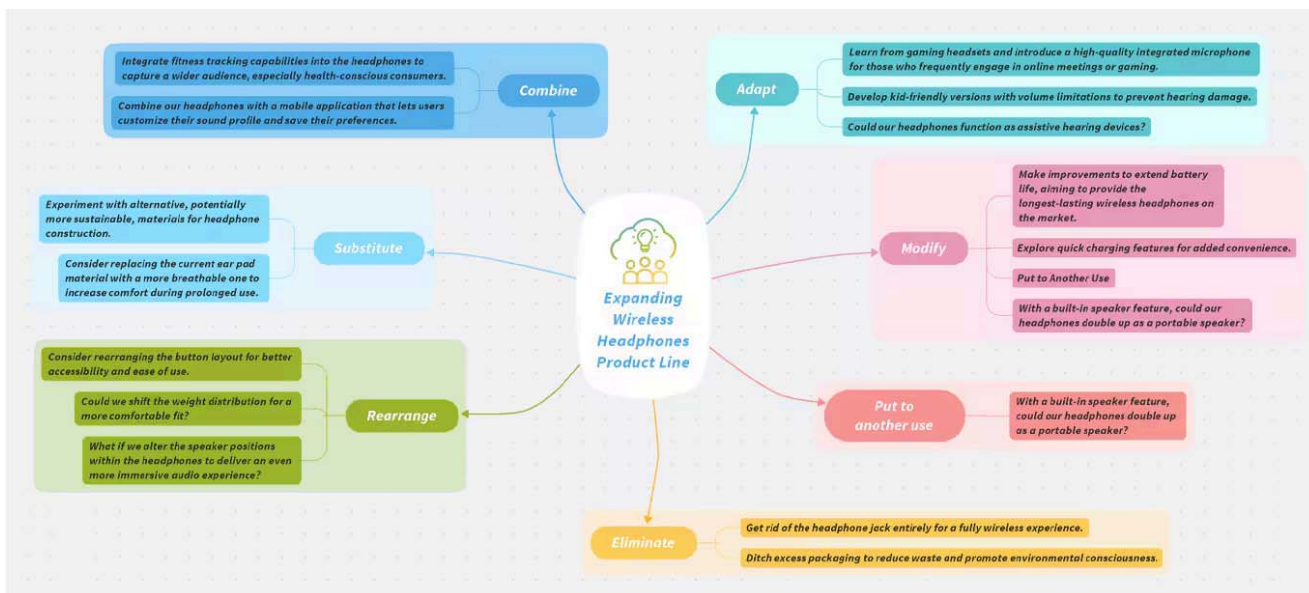 Integrate fitness tracking capabilities into the headphones to
capture a wider audience, especially health-conscious consumers.
Combine our headphones with a mobile application that lets users
customize their sound profile and save their preferences.
Combine
Adapt
Learn from gaming headsets and introduce a high-quality integrated microphone
for those who frequently engage in online meetings or gaming.
Develop kid-friendly versions with volume limitations to prevent hearing damage.
Could our headphones function as assistive hearing devices?
Experiment with alternative, potentially
more sustainable, materials for headphone
construction.
Consider replacing the current ear pad
material with a more breathable one to
increase comfort during prolonged use.
Substitute
Expanding
Wireless
Headphones
Product Line
Modify
Make improvements to extend battery
life, aiming to provide the
longest-lasting wireless headphones on
the market.
Explore quick charging features for added convenience.
Put to Another Use
With a built-in speaker feature, could our
headphones double up as a portable speaker?
Consider rearranging the button layout for better
accessibility and ease of use.
Could we shift the weight distribution for a
more comfortable fit?
What if we alter the speaker positions
within the headphones to deliver an even
more immersive audio experience?
Rearrange
Put to
another use
With a built-in speaker feature,
could our headphones double up
as a portable speaker?
Eliminate
Get rid of the headphone jack entirely for a fully wireless experience.
Ditch excess packaging to reduce waste and promote environmental consciousness.